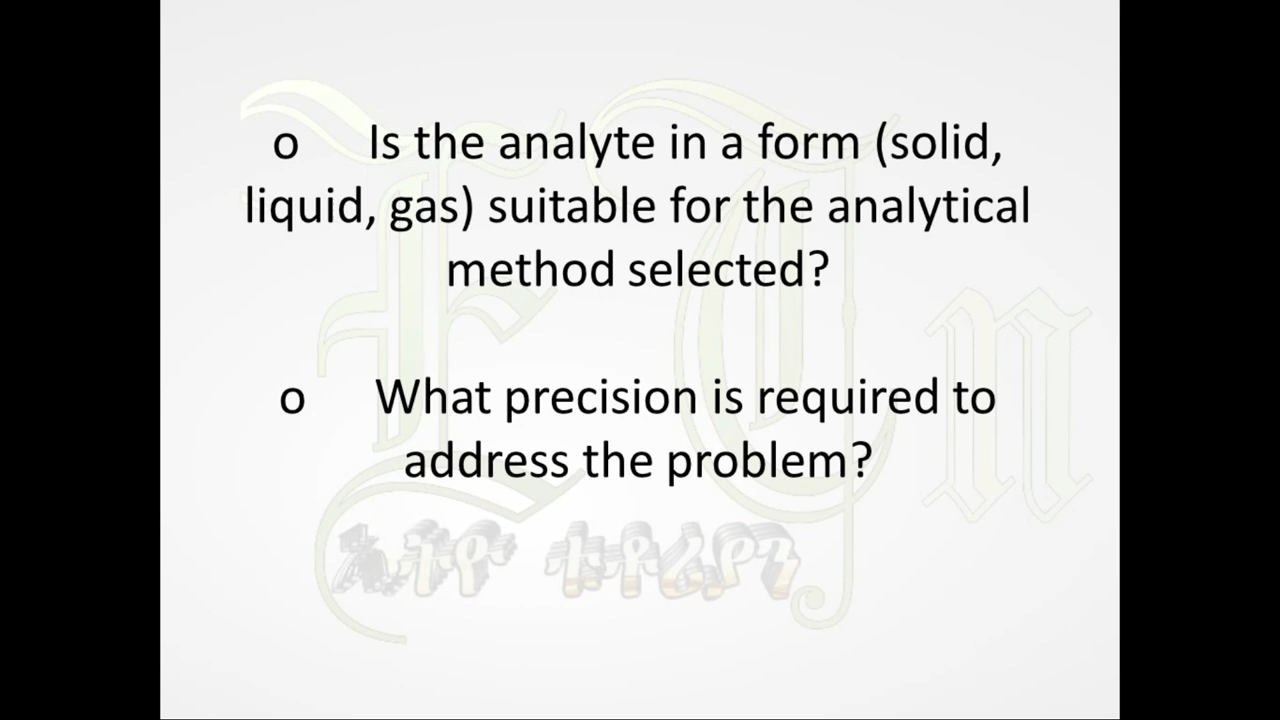 o Is the analyte in a form (solid,
liquid, gas) suitable for the analytical
method selected?
o What precision is required to
address the problem?